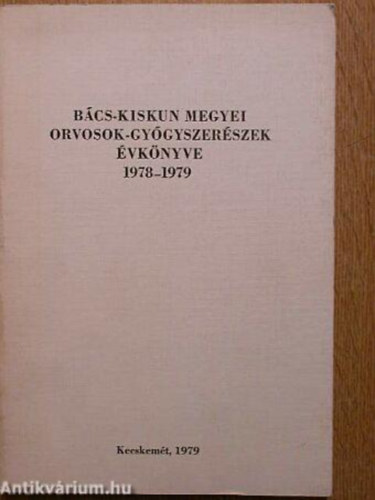 BÁCS-KISKUN MEGYEI
ORVOSOK-GYÓGYSZERÉSZEK
ÉVKÖNYVE
1978–1979
Kecskemét, 1979
Antikvárium.hu